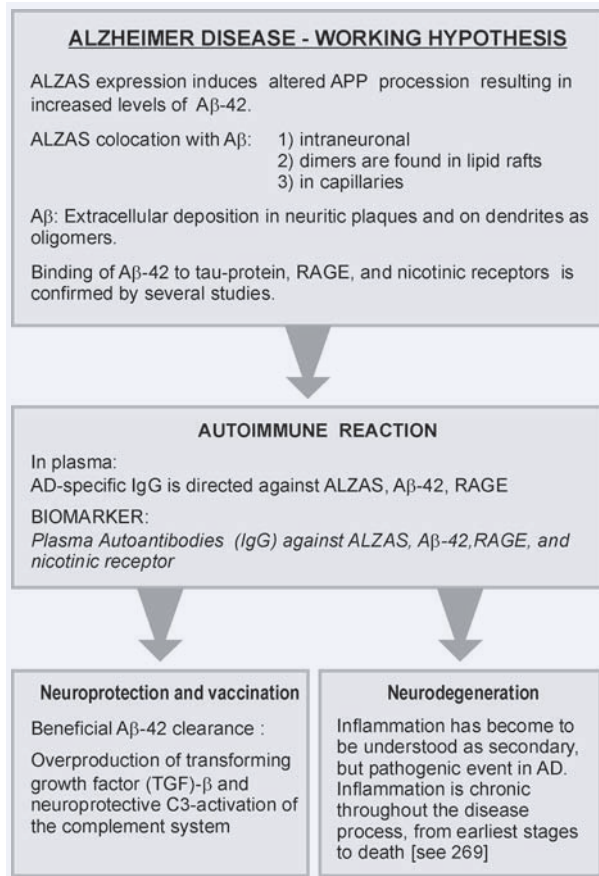 ALZHEIMER DISEASE - WORKING HYPOTHESIS
ALZAS expression induces altered APP procession resulting in
increased levels of Aβ-42.
ALZAS colocation with Aβ: 1) intraneuronal
2) dimers are found in lipid rafts
3) in capillaries
Aβ: Extracellular deposition in neuritic plaques and on dendrites as
oligomers.
Binding of Aβ-42 to tau-protein, RAGE, and nicotinic receptors is
confirmed by several studies.
AUTOIMMUNE REACTION
In plasma:
AD-specific IgG is directed against ALZAS, Aβ-42, RAGE
BIOMARKER:
Plasma Autoantibodies (IgG) against ALZAS, Aβ-42,RAGE, and
nicotinic receptor
Neuroprotection and vaccination
Beneficial Aβ-42 clearance :
Overproduction of transforming
growth factor (TGF)-β and
neuroprotective C3-activation of
the complement system
Neurodegeneration
Inflammation has become to
be understood as secondary,
but pathogenic event in AD.
Inflammation is chronic
throughout the disease
process, from earliest stages
to death [see 269]